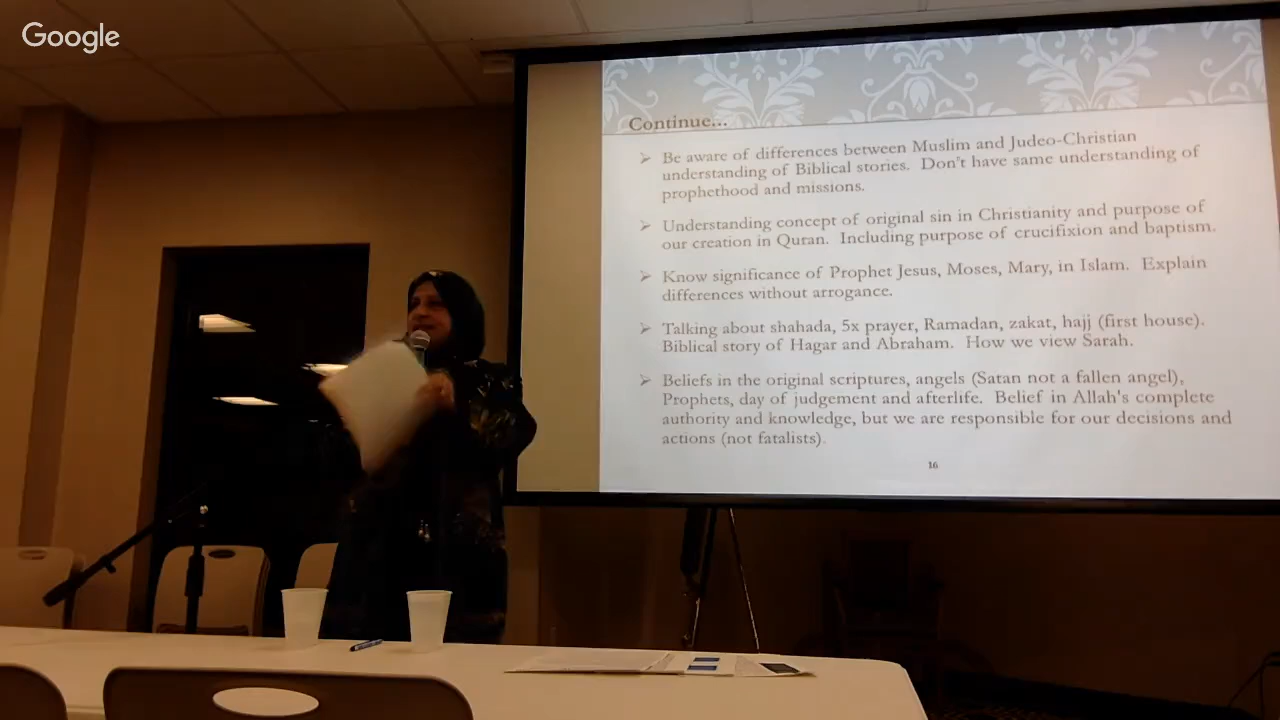 Google
Continue...
➢ Be aware of differences between Muslim and Judeo-Christian
understanding of Biblical stories. Don't have same understanding of
prophethood and missions.
➢ Understanding concept of original sin in Christianity and purpose of
our creation in Quran. Including purpose of crucifixion and baptism.
➢ Know significance of Prophet Jesus, Moses, Mary, in Islam. Explain
differences without arrogance.
➢ Talking about shahada, 5x prayer, Ramadan, zakat, hajj (first house).
Biblical story of Hagar and Abraham. How we view Sarah.
➢ Beliefs in the original scriptures, angels (Satan not a fallen angel),
Prophets, day of judgement and afterlife. Belief in Allah's complete
authority and knowledge, but we are responsible for our decisions and
actions (not fatalists).
16